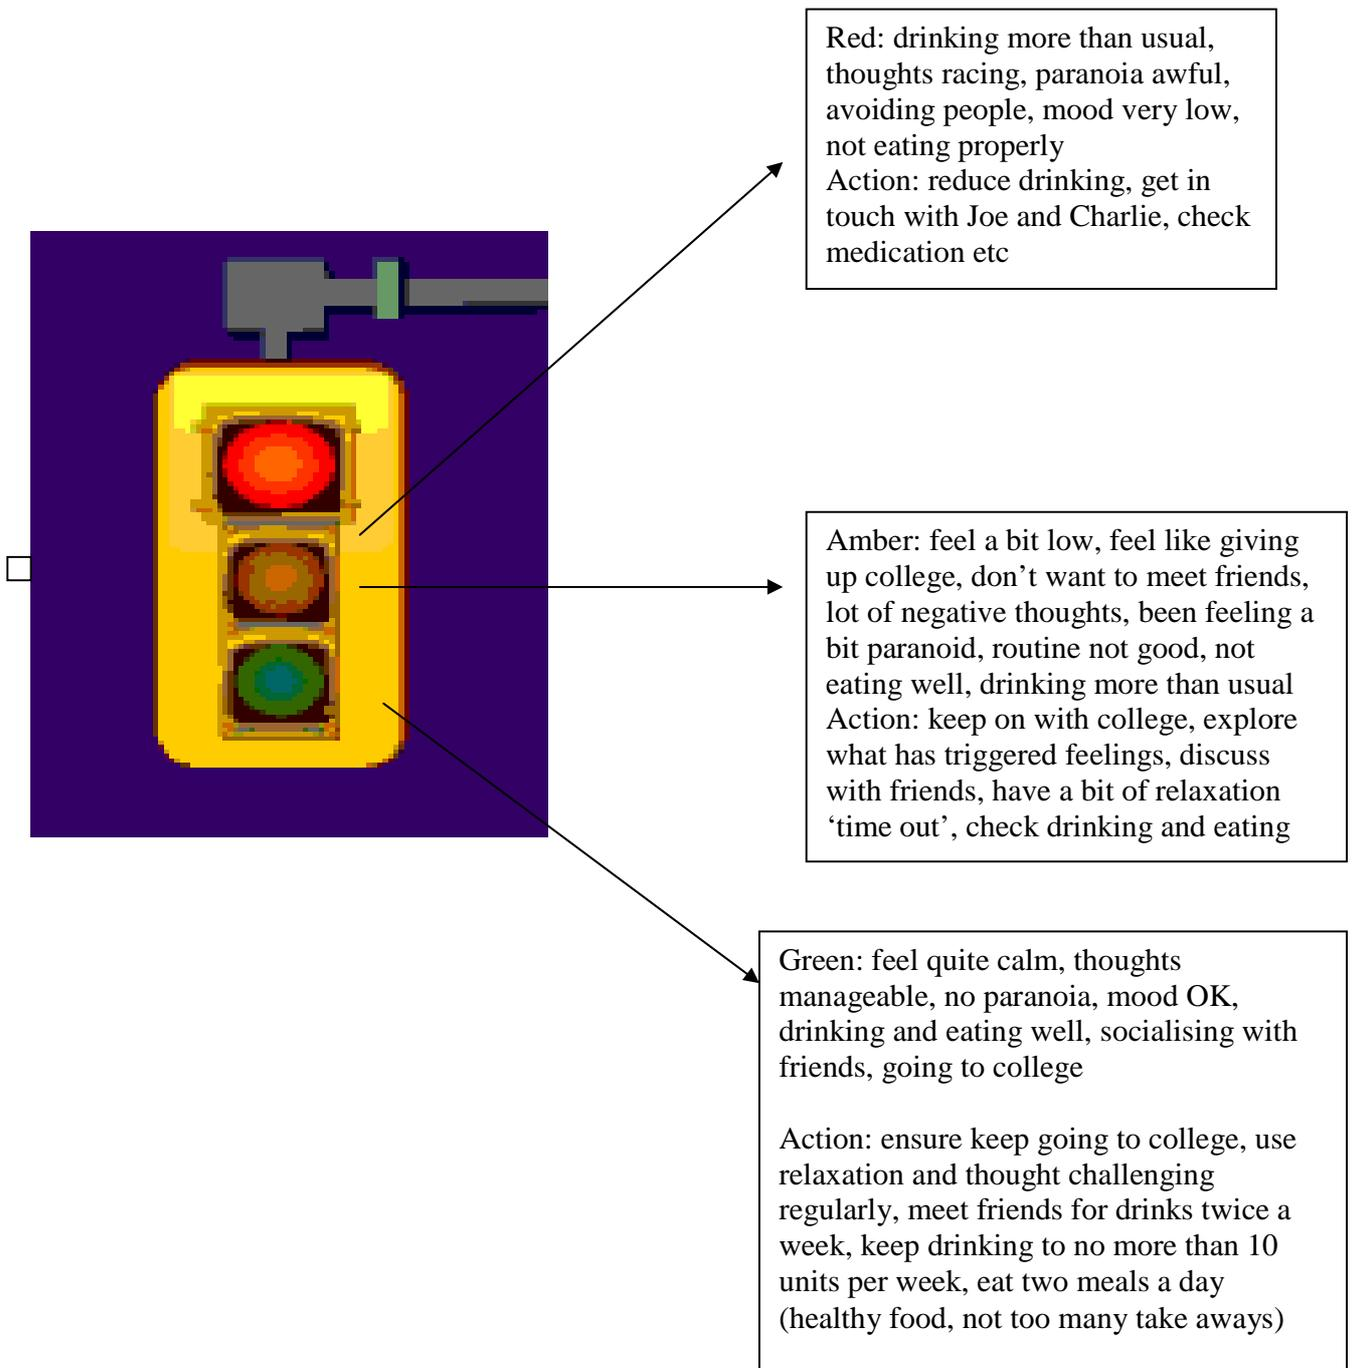 Red: drinking more than usual,
thoughts racing, paranoia awful,
avoiding people, mood very low,
not eating properly
Action: reduce drinking, get in
touch with Joe and Charlie, check
medication etc
Amber: feel a bit low, feel like giving
up college, don’t want to meet friends,
lot of negative thoughts, been feeling a
bit paranoid, routine not good, not
eating well, drinking more than usual
Action: keep on with college, explore
what has triggered feelings, discuss
with friends, have a bit of relaxation
‘time out’, check drinking and eating
Green: feel quite calm, thoughts
manageable, no paranoia, mood OK,
drinking and eating well, socialising with
friends, going to college
Action: ensure keep going to college, use
relaxation and thought challenging
regularly, meet friends for drinks twice a
week, keep drinking to no more than 10
units per week, eat two meals a day
(healthy food, not too many take aways)